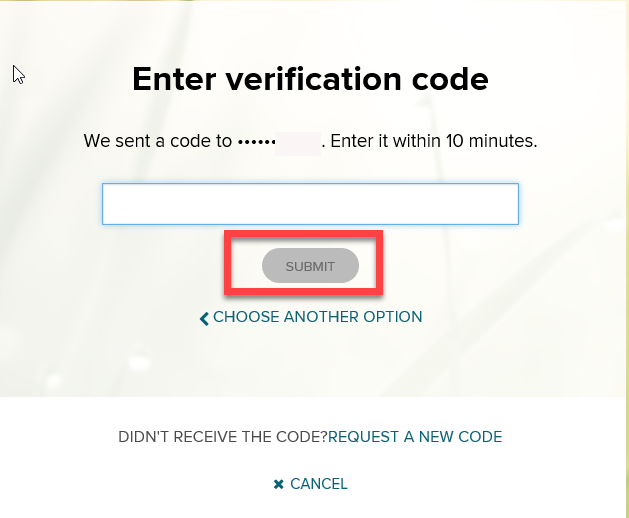 Enter verification code
We sent a code to ••••••. Enter it within 10 minutes.
SUBMIT
CHOOSE ANOTHER OPTION
DIDN'T RECEIVE THE CODE?REQUEST A NEW CODE
✖ CANCEL